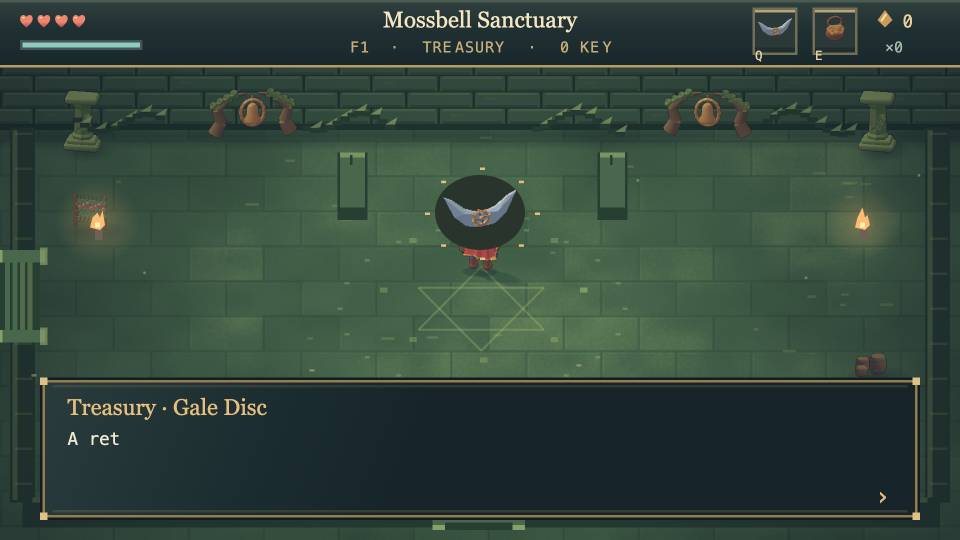 Mossbell Sanctuary
F1 · TREASURY · 0 KEY
Q
E
0
×0
Treasury · Gale Disc
A ret
›